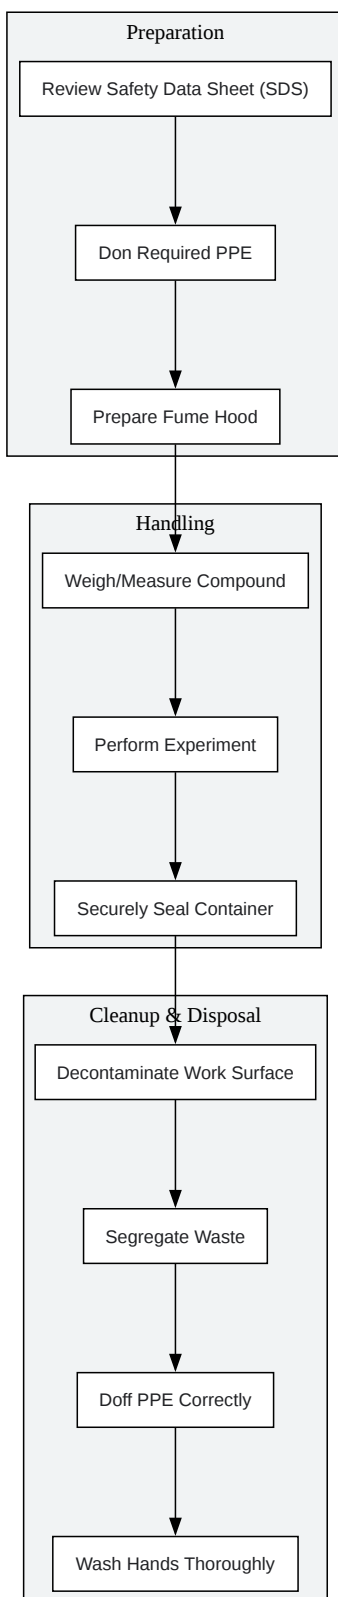 Preparation
Review Safety Data Sheet (SDS)
Don Required PPE
Prepare Fume Hood
Handling
Weigh/Measure Compound
Perform Experiment
Securely Seal Container
Cleanup & Disposal
Decontaminate Work Surface
Segregate Waste
Doff PPE Correctly
Wash Hands Thoroughly